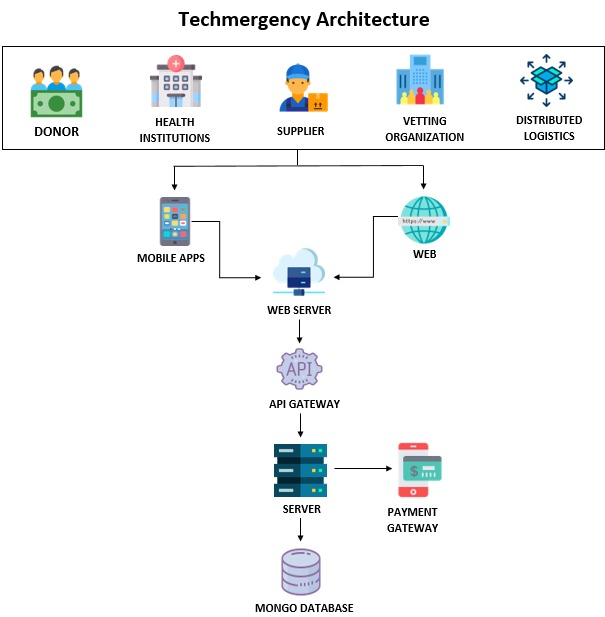 Techmergency Architecture
DONOR
HEALTH
INSTITUTIONS
SUPPLIER
VETTING
ORGANIZATION
DISTRIBUTED
LOGISTICS
MOBILE APPS
https://www
WEB
WEB SERVER
API
API GATEWAY
SERVER
$
PAYMENT
GATEWAY
MONGO DATABASE